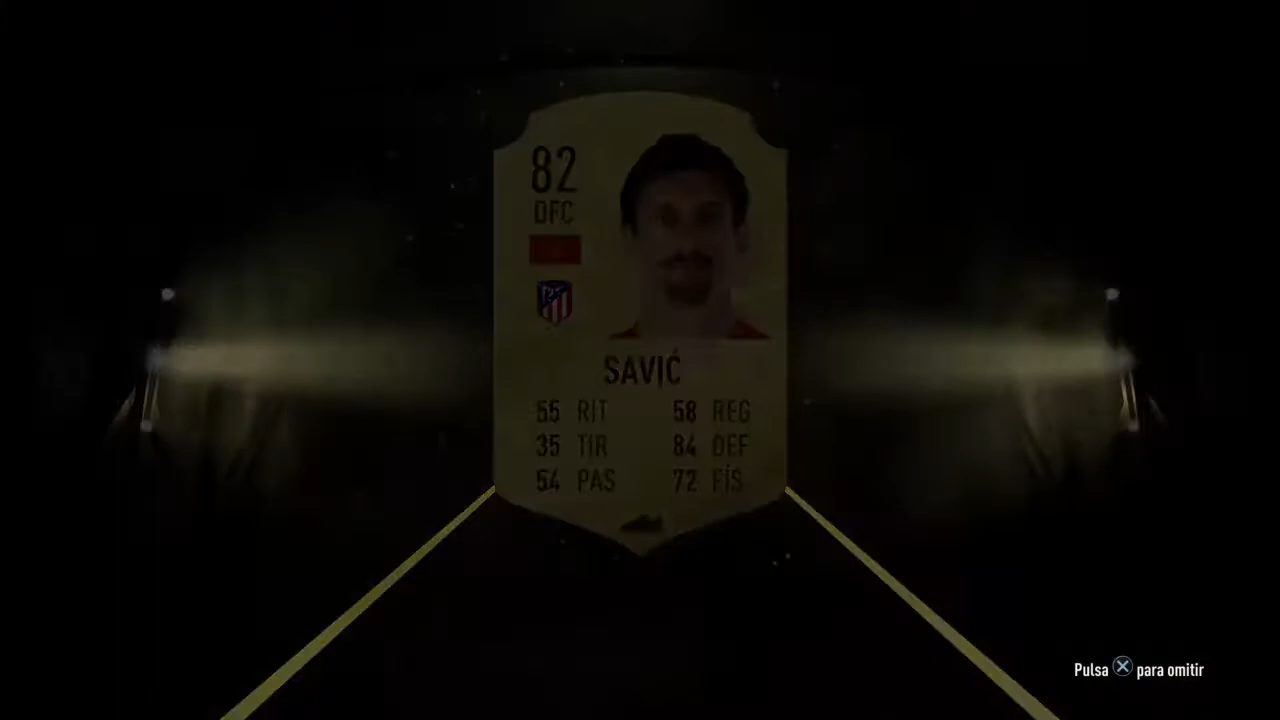 82
DFC
SAVIĆ
55 RIT 58 REG
35 TIR 84 DEF
54 PAS 72 FÍS
Pulsa para omitir